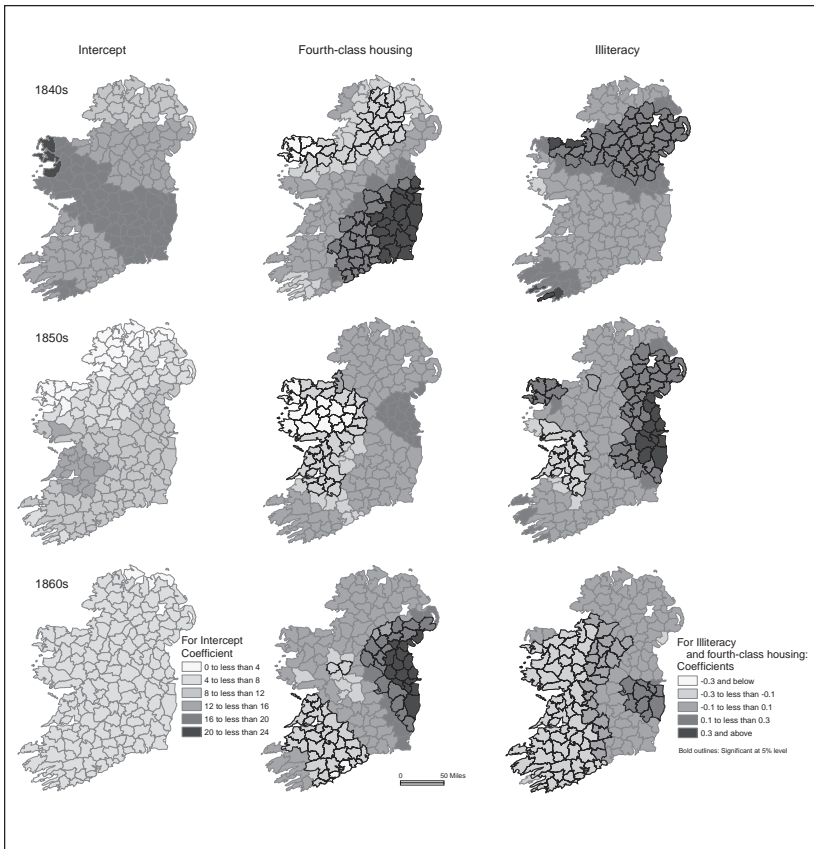 Intercept
Fourth-class housing
Illiteracy
1840s
1850s
1860s
For Intercept
Coefficient
0 to less than 4
4 to less than 8
8 to less than 12
12 to less than 16
16 to less than 20
20 to less than 24
0 50 Miles
For Illiteracy
and fourth-class housing:
Coefficients
-0.3 and below
-0.3 to less than -0.1
-0.1 to less than 0.1
0.1 to less than 0.3
0.3 and above
Bold outlines: Significant at 5% level